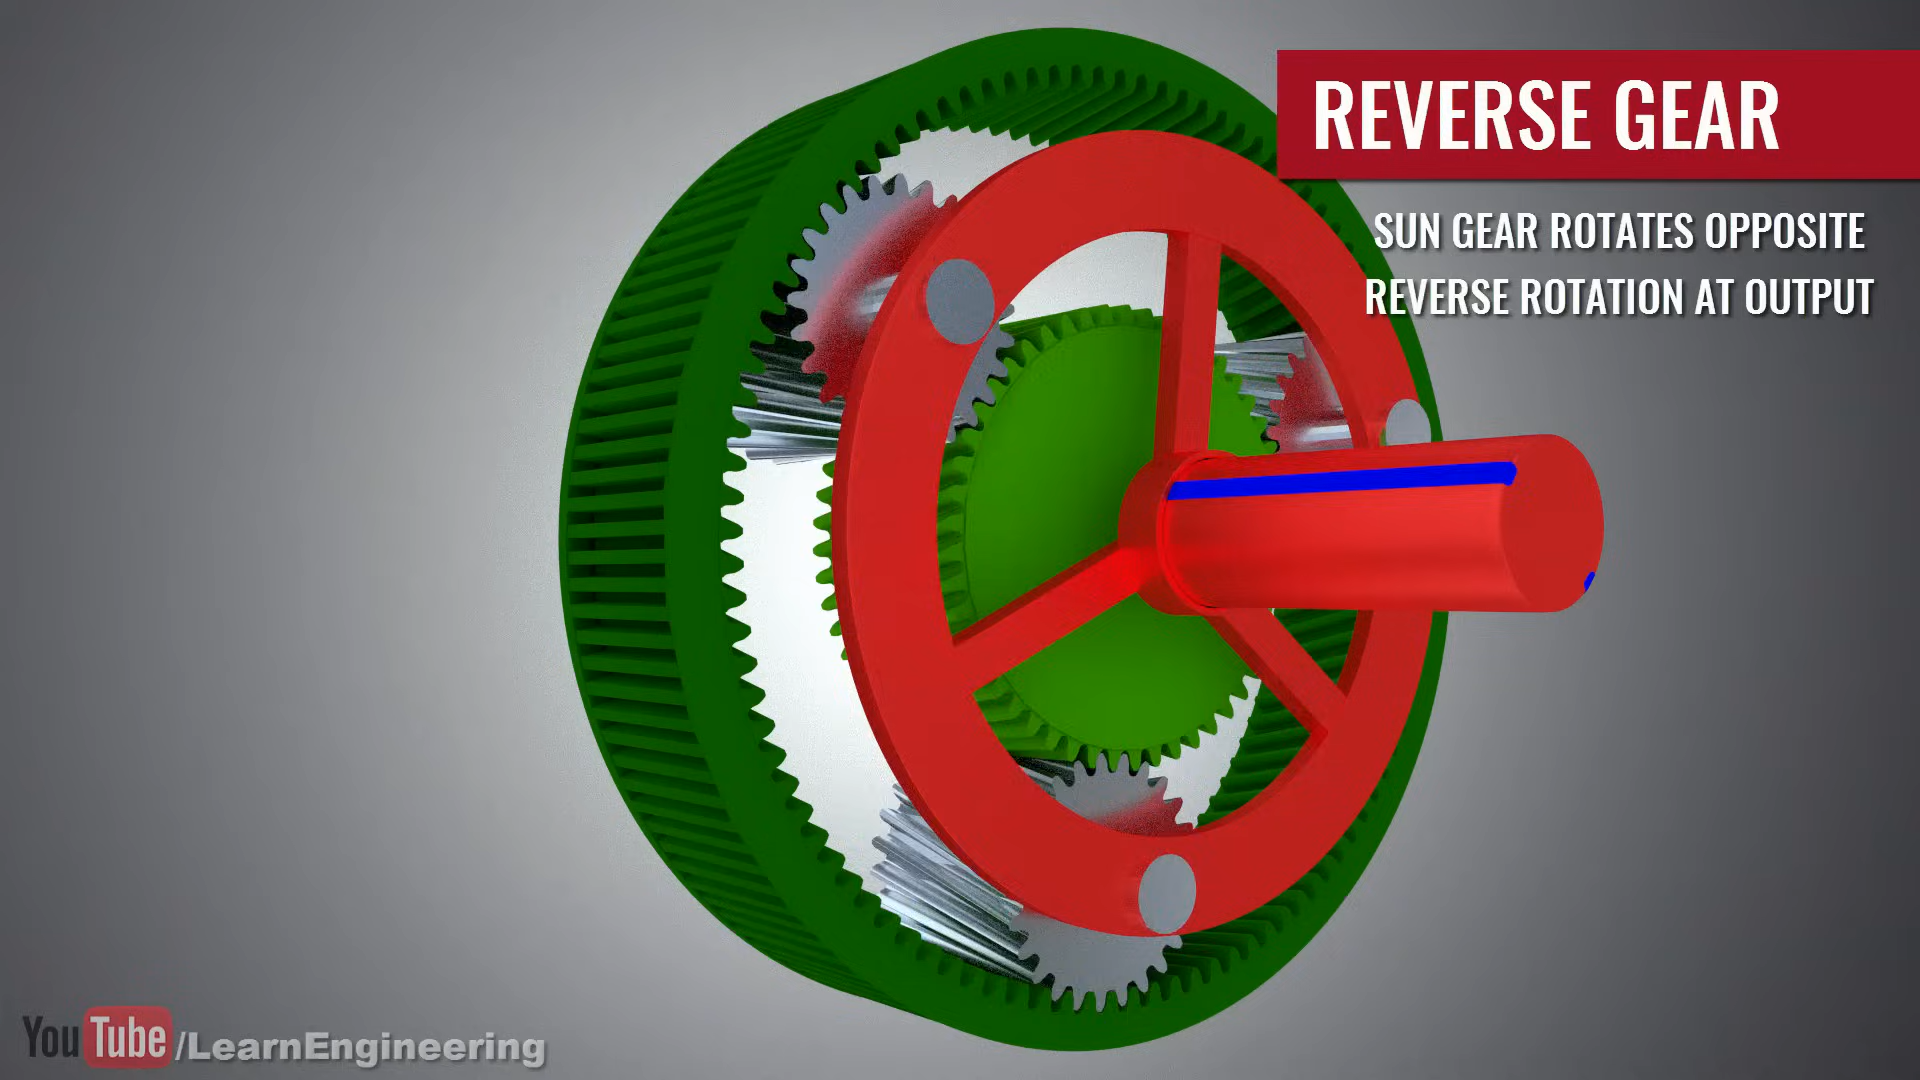 REVERSE GEAR
SUN GEAR ROTATES OPPOSITE
REVERSE ROTATION AT OUTPUT
YouTube/LearnEngineering